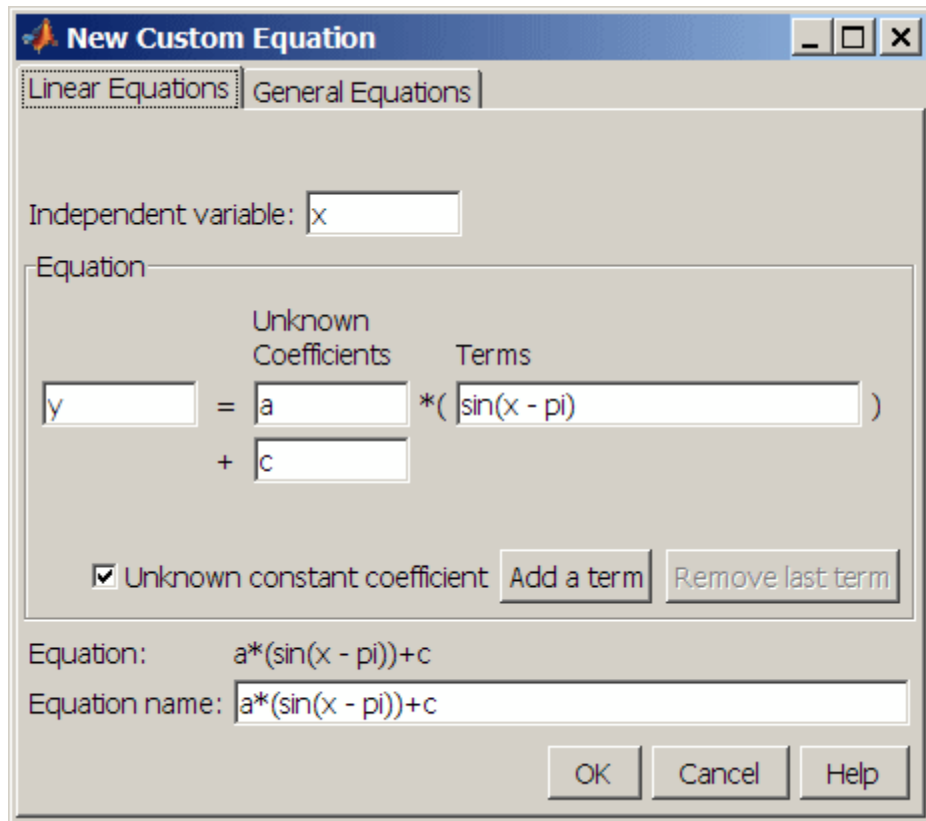 New Custom Equation
Linear Equations General Equations
Independent variable: x
Equation
Unknown
Coefficients Terms
y = a *( sin(x - pi) )
+ c
Unknown constant coefficient Add a term Remove last term
Equation: a*(sin(x - pi))+c
Equation name: a*(sin(x - pi))+c
OK Cancel Help